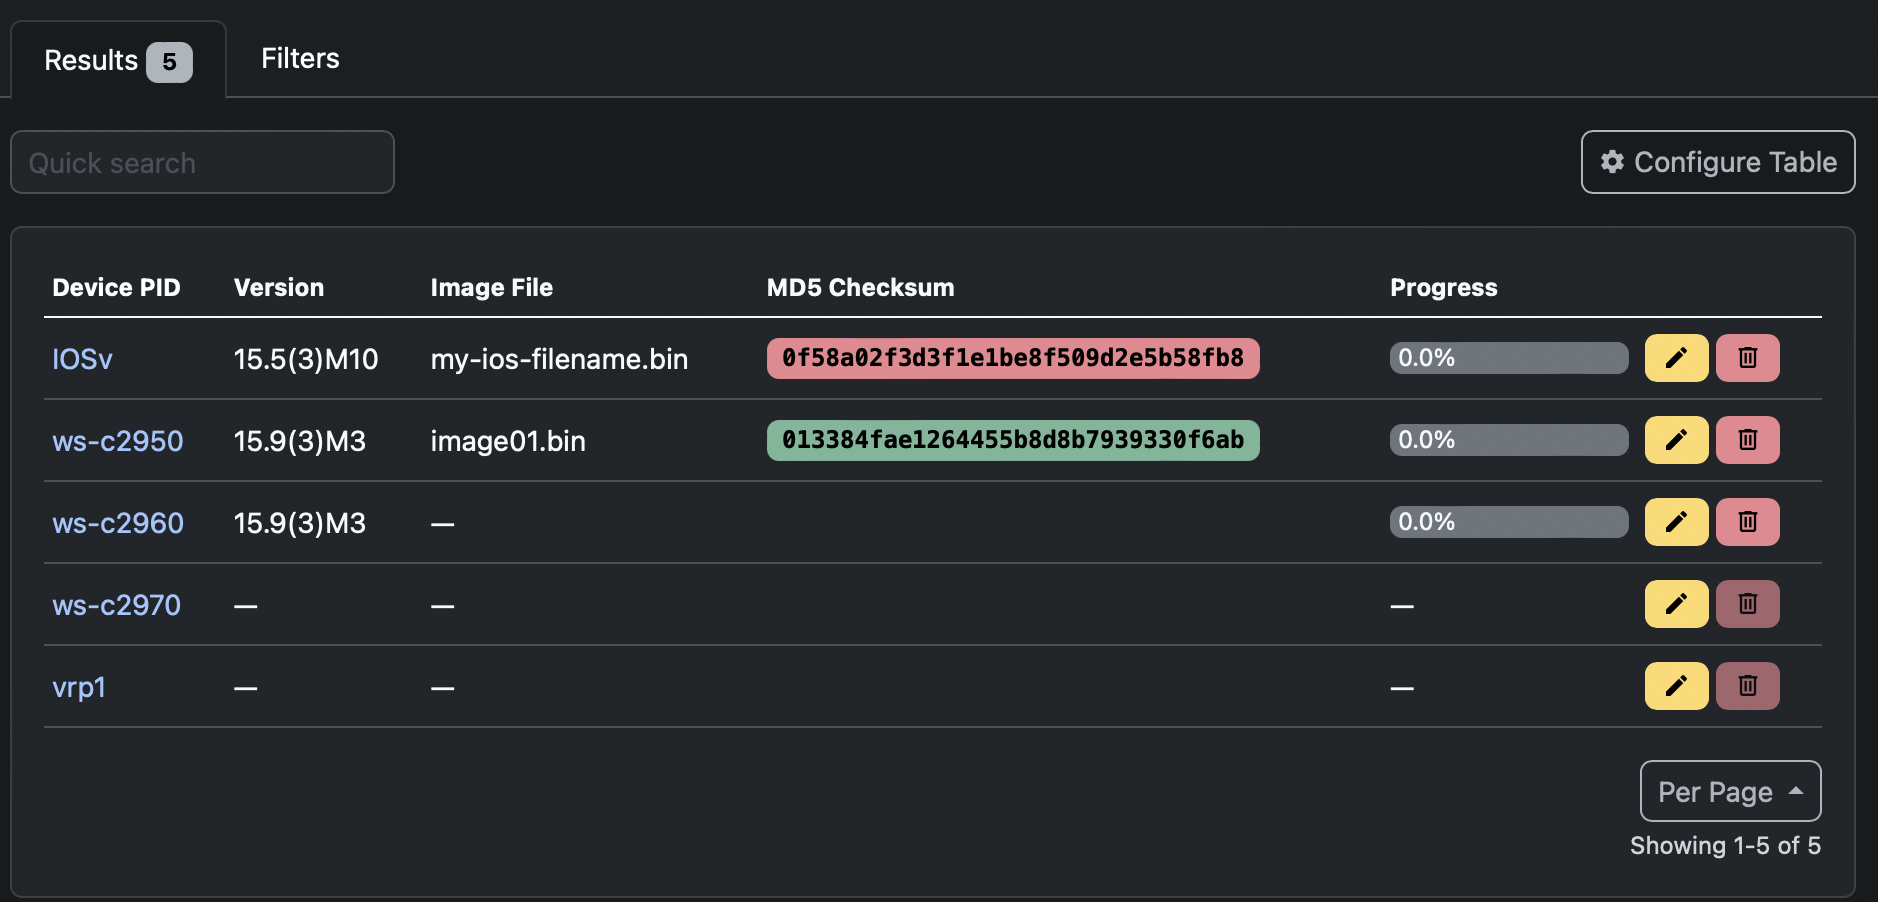 Results 5 Filters
Quick search
Configure Table
Device PID Version Image File MD5 Checksum Progress
IOSv 15.5(3)M10 my-ios-filename.bin 0f58a02f3d3f1e1be8f509d2e5b58fb8 0.0%
ws-c2950 15.9(3)M3 image01.bin 013384fae1264455b8d8b7939330f6ab 0.0%
ws-c2960 15.9(3)M3 — 0.0%
ws-c2970 — — —
vrp1 — — —
Per Page
Showing 1-5 of 5